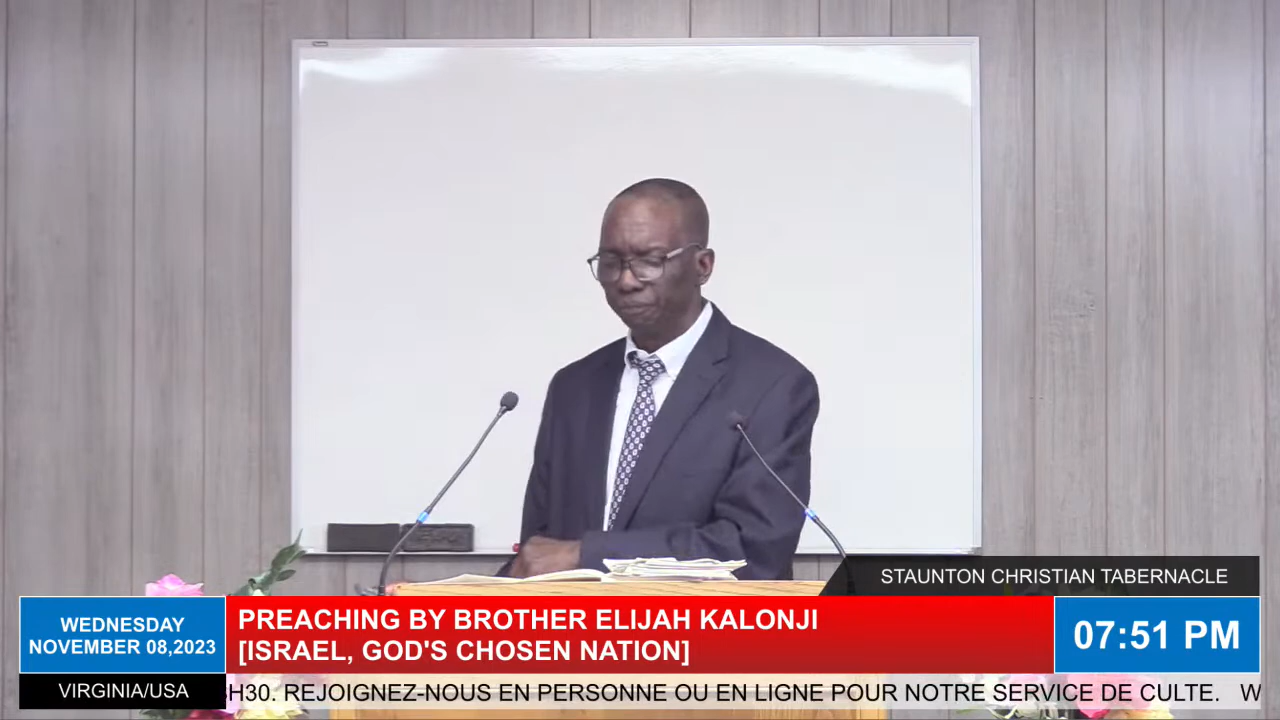 STAUNTON CHRISTIAN TABERNACLE
WEDNESDAY
NOVEMBER 08,2023
PREACHING BY BROTHER ELIJAH KALONJI
[ISRAEL, GOD'S CHOSEN NATION]
07:51 PM
VIRGINIA/USA
H30. REJOIGNEZ-NOUS EN PERSONNE OU EN LIGNE POUR NOTRE SERVICE DE CULTE. W